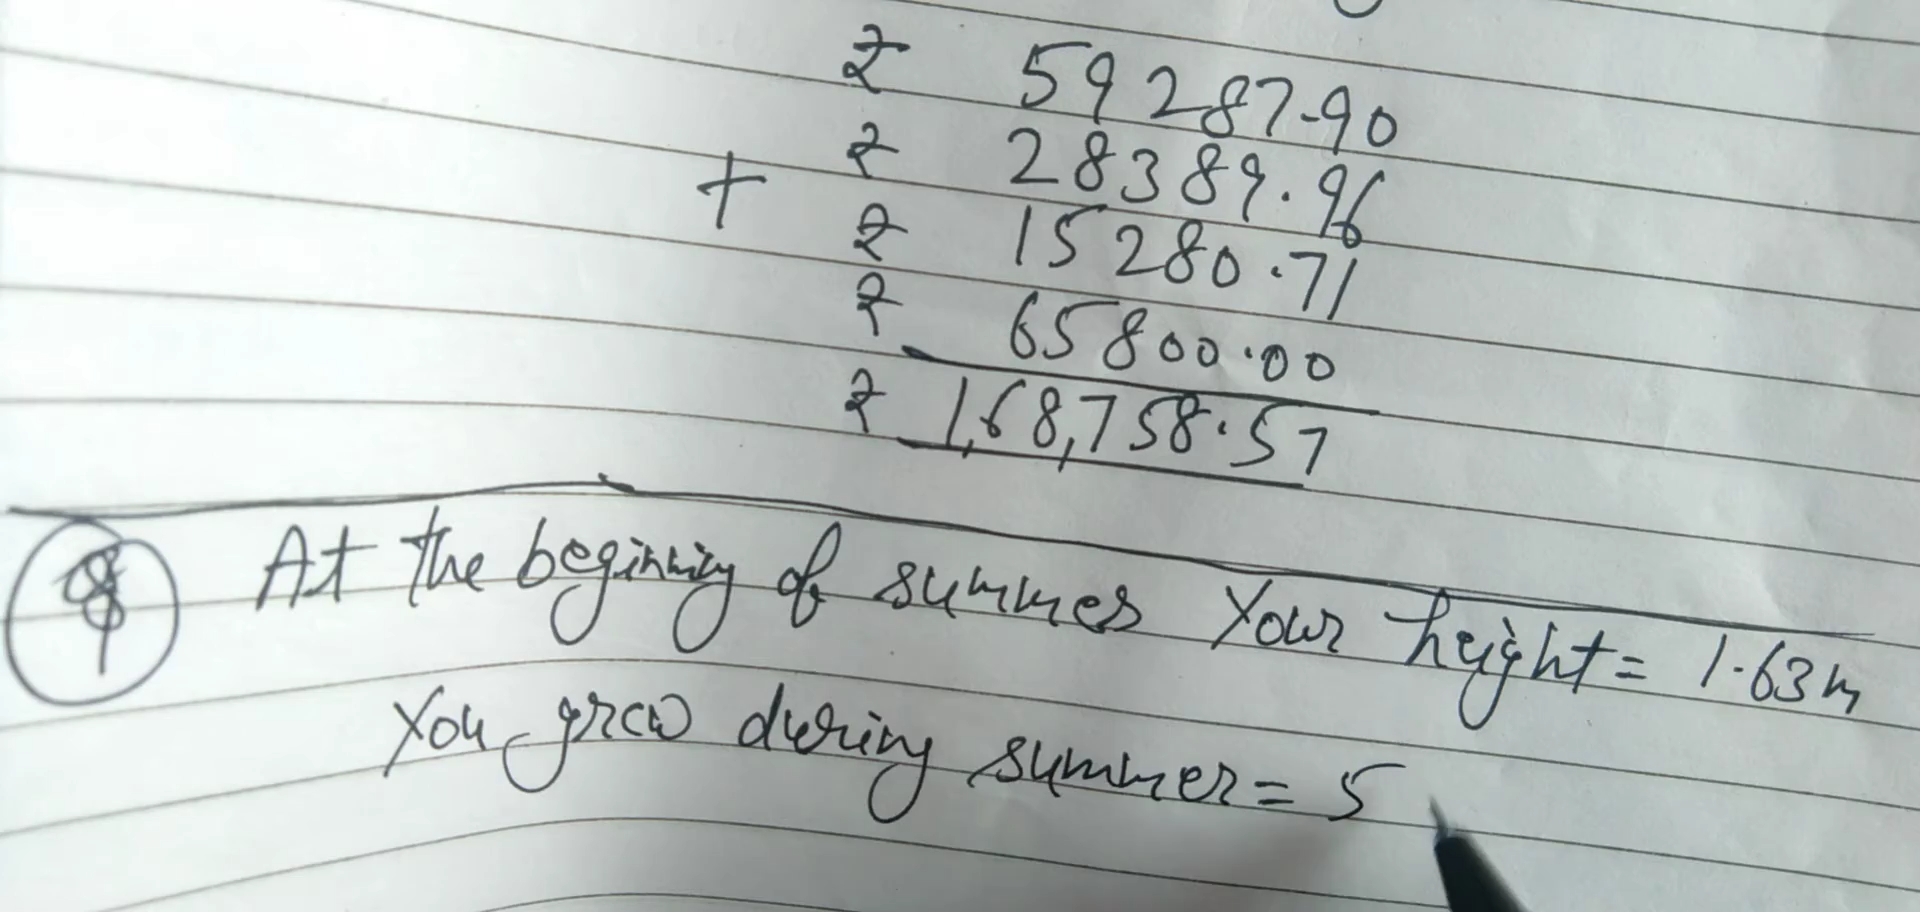 ₹ 59287.90
₹ 28389.96
+ ₹ 15280.71
₹ 65800.00
₹ 1,68,758.57
At the beginning of summer Your height = 1.63m
You grew during summer = 5